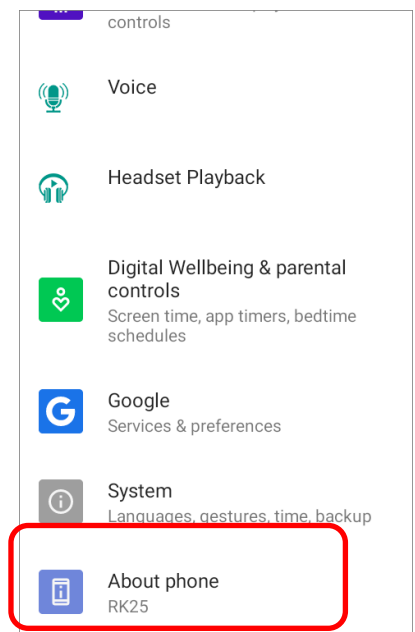 controls
Voice
Headset Playback
Digital Wellbeing & parental
controls
Screen time, app timers, bedtime
schedules
Google
Services & preferences
System
Languages, gestures, time, backup
About phone
RK25